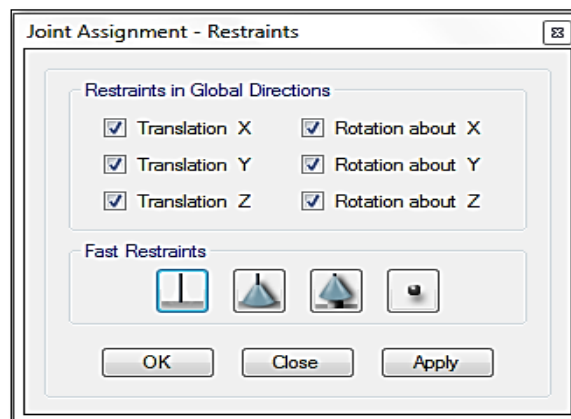 Joint Assignment - Restraints
Restraints in Global Directions
Translation X Rotation about X
Translation Y Rotation about Y
Translation Z Rotation about Z
Fast Restraints
OK Close Apply